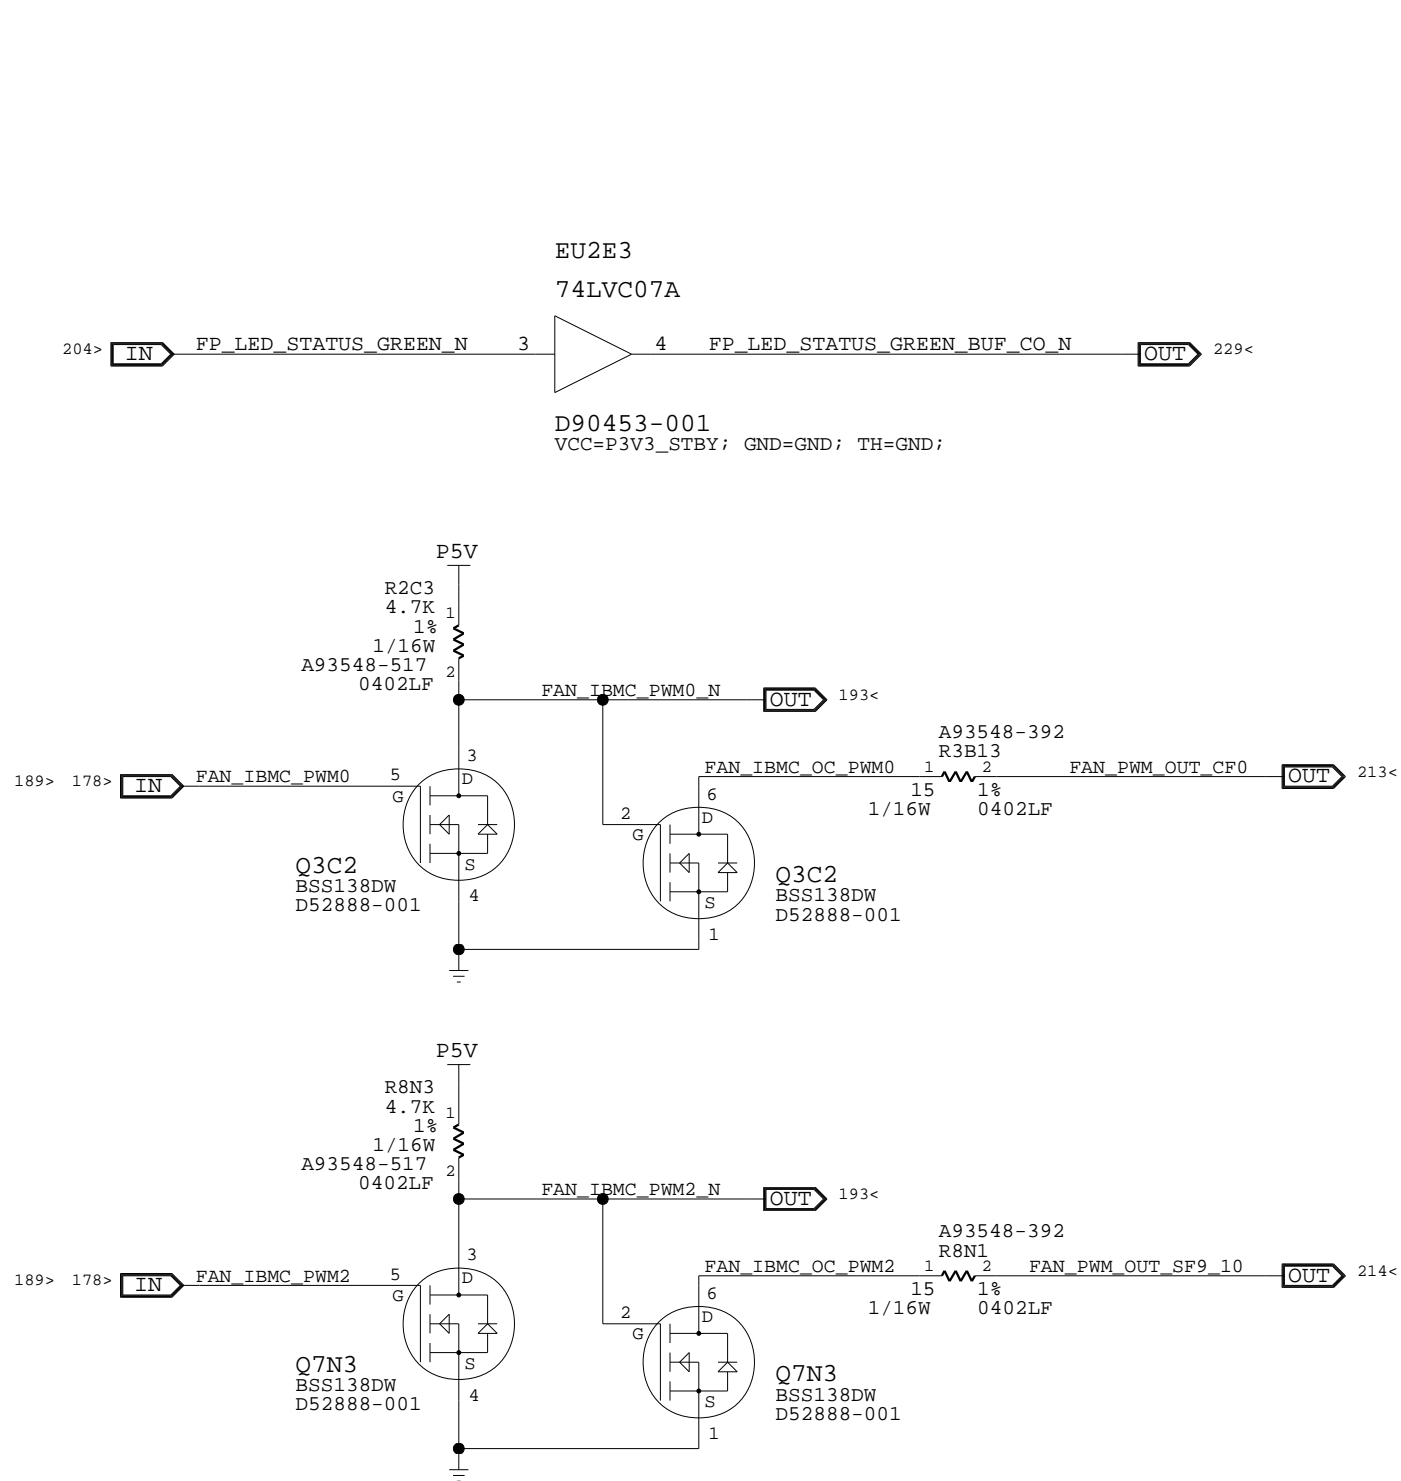 EU2E3
74LVC07A
204> IN FP_LED_STATUS_GREEN_N 3 4 FP_LED_STATUS_GREEN_BUF_CO_N OUT 229<
D90453-001
VCC=P3V3_STBY; GND=GND; TH=GND;
P5V
R2C3
4.7K 1
1%
1/16W
A93548-517 2
0402LF
FAN_IBMC_PWM0_N OUT 193<
A93548-392
R3B13
189> 178> IN FAN_IBMC_PWM0 5 G 3 D
FAN_IBMC_OC_PWM0 1 2 FAN_PWM_OUT_CF0 OUT 213<
15 1%
1/16W 0402LF
2 G 6 D
S 4
Q3C2
BSS138DW
D52888-001
S 1
Q3C2
BSS138DW
D52888-001
P5V
R8N3
4.7K 1
1%
1/16W
A93548-517 2
0402LF
FAN_IBMC_PWM2_N OUT 193<
A93548-392
R8N1
189> 178> IN FAN_IBMC_PWM2 5 G 3 D
FAN_IBMC_OC_PWM2 1 2 FAN_PWM_OUT_SF9_10 OUT 214<
15 1%
1/16W 0402LF
2 G 6 D
S 4
Q7N3
BSS138DW
D52888-001
S 1
Q7N3
BSS138DW
D52888-001